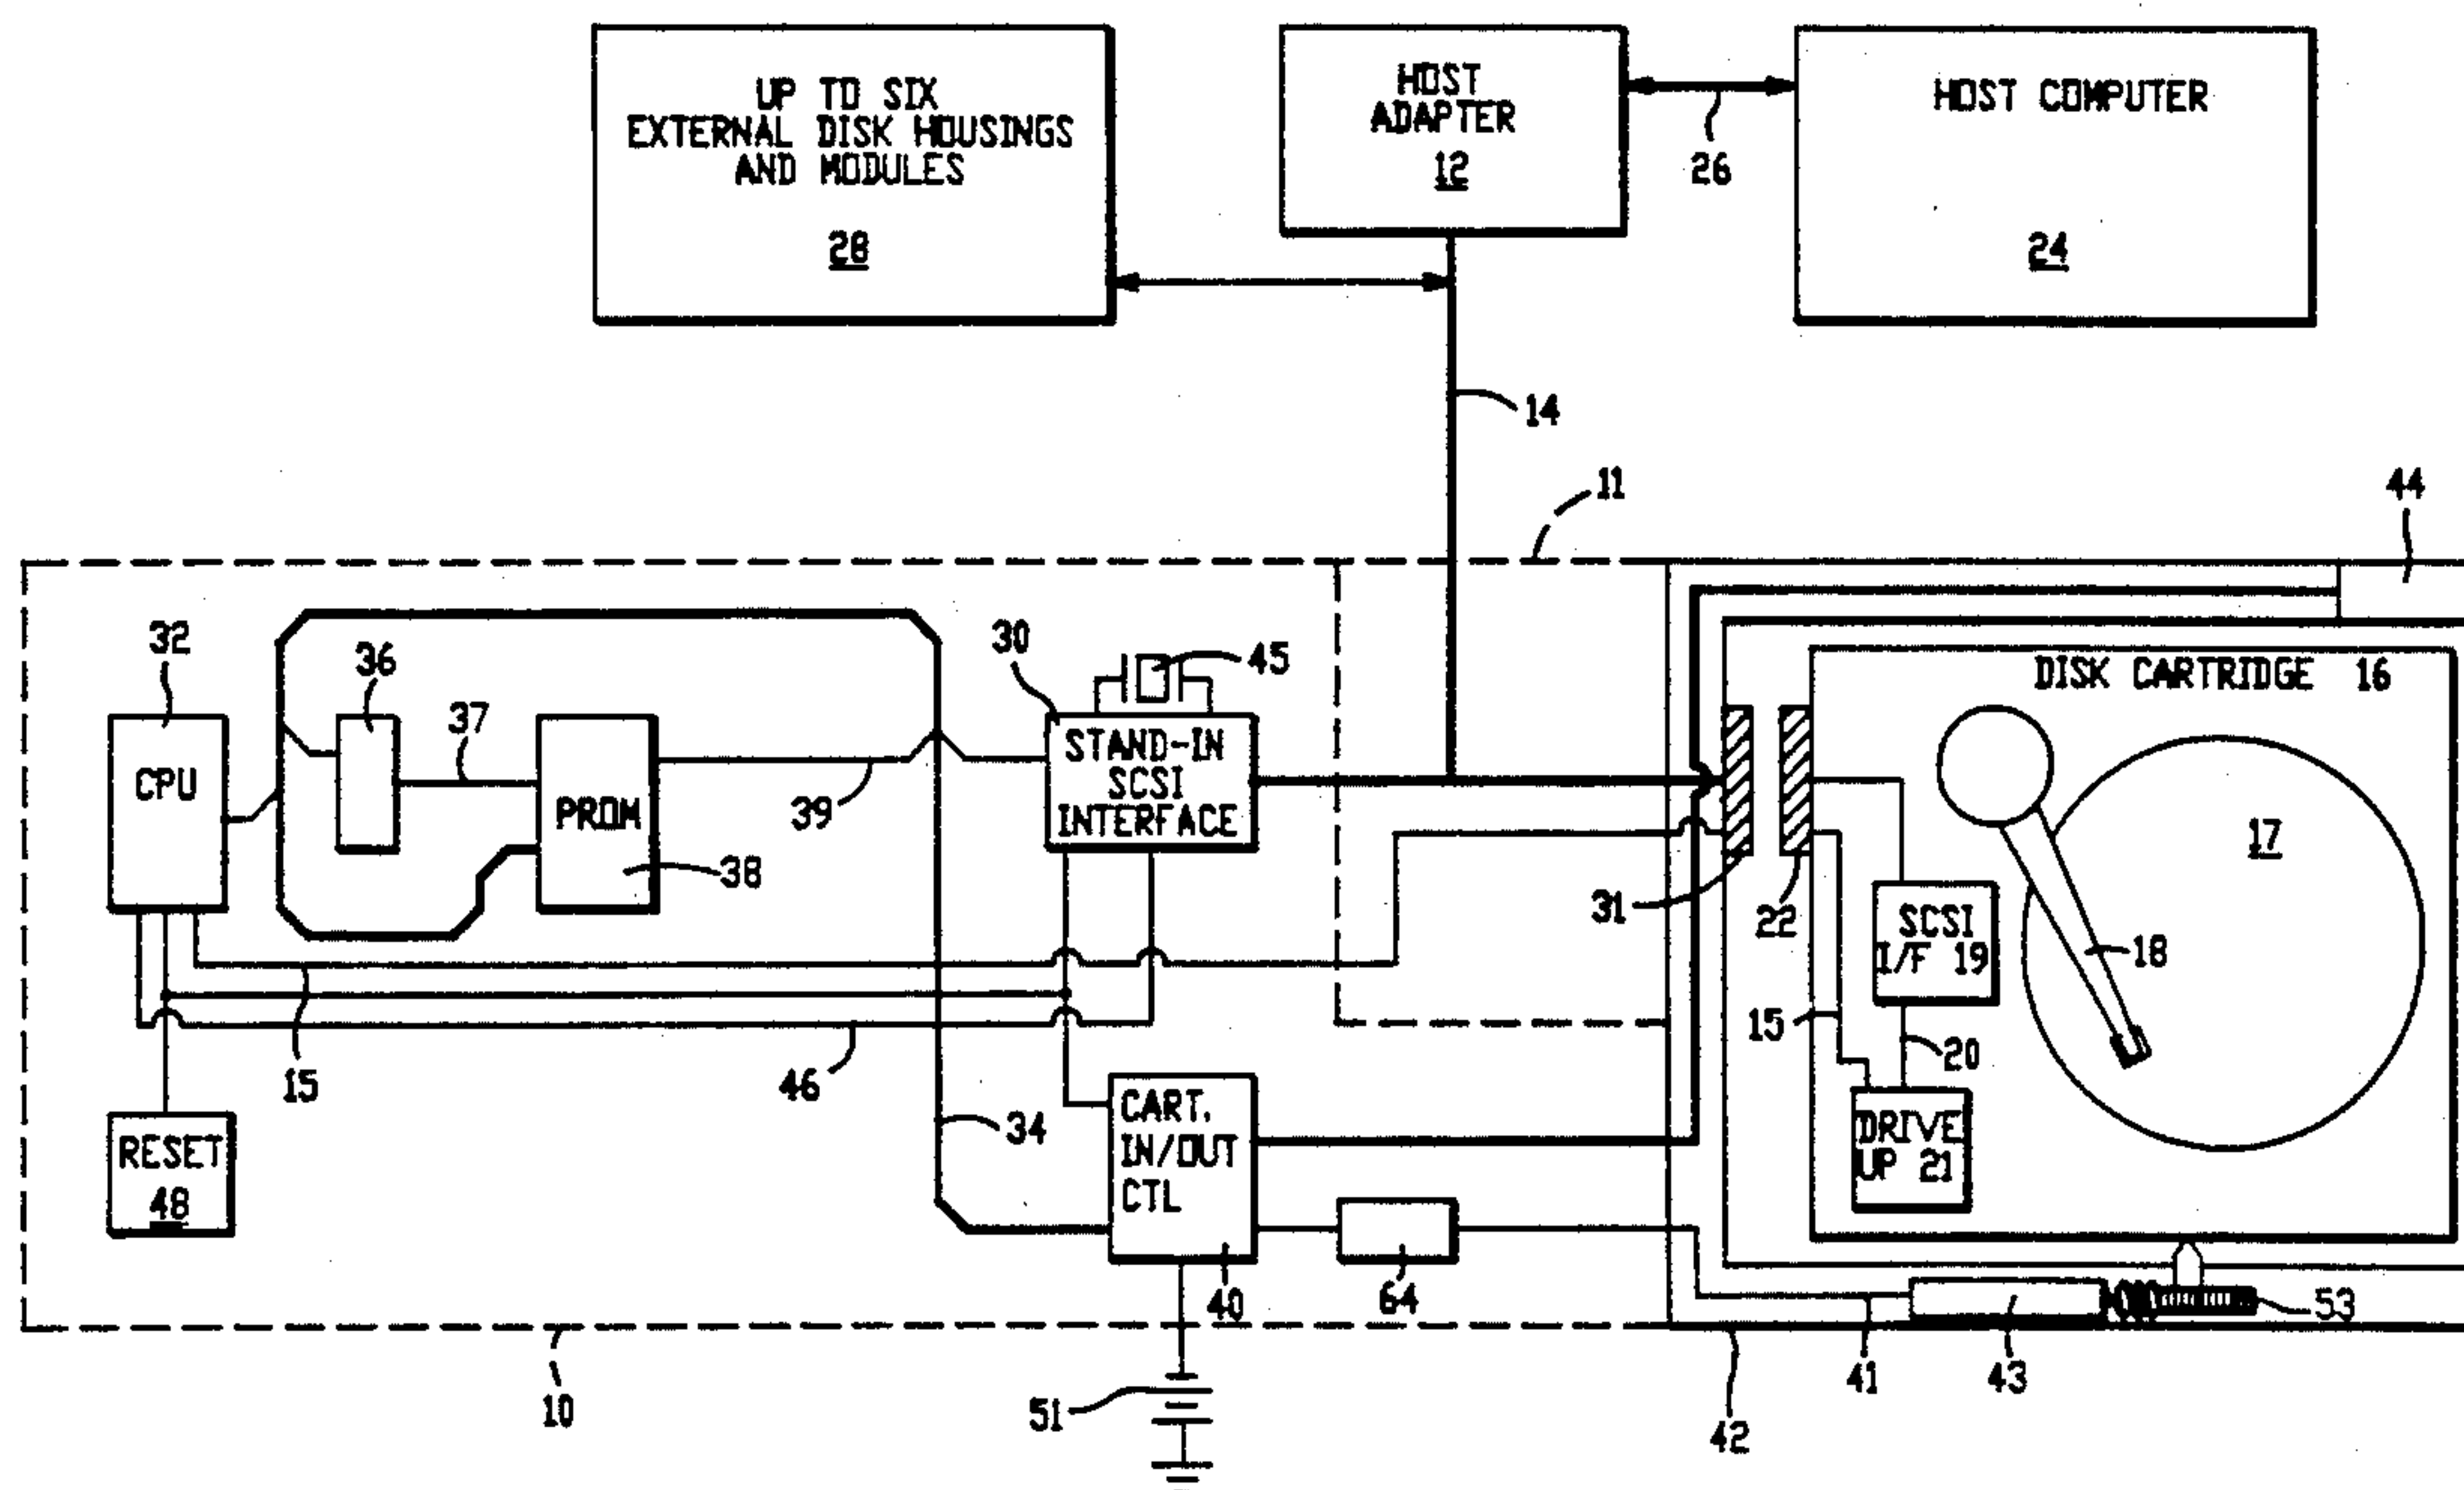 UP TO SIX
EXTERNAL DISK HOUSINGS
AND MODULES
28
HOST
ADAPTER
12
26
HOST COMPUTER
24
14
11
44
32
36
37
CPU
PROM
38
39
30
45
STAND-IN
SCSI
INTERFACE
DISK CARTRIDGE 16
17
31
22
SCSI
I/F 19
18
15
20
15
46
34
RESET
48
CART.
IN/OUT
CTL
40
64
DRIVE
UP 21
53
10
51
41
43
42